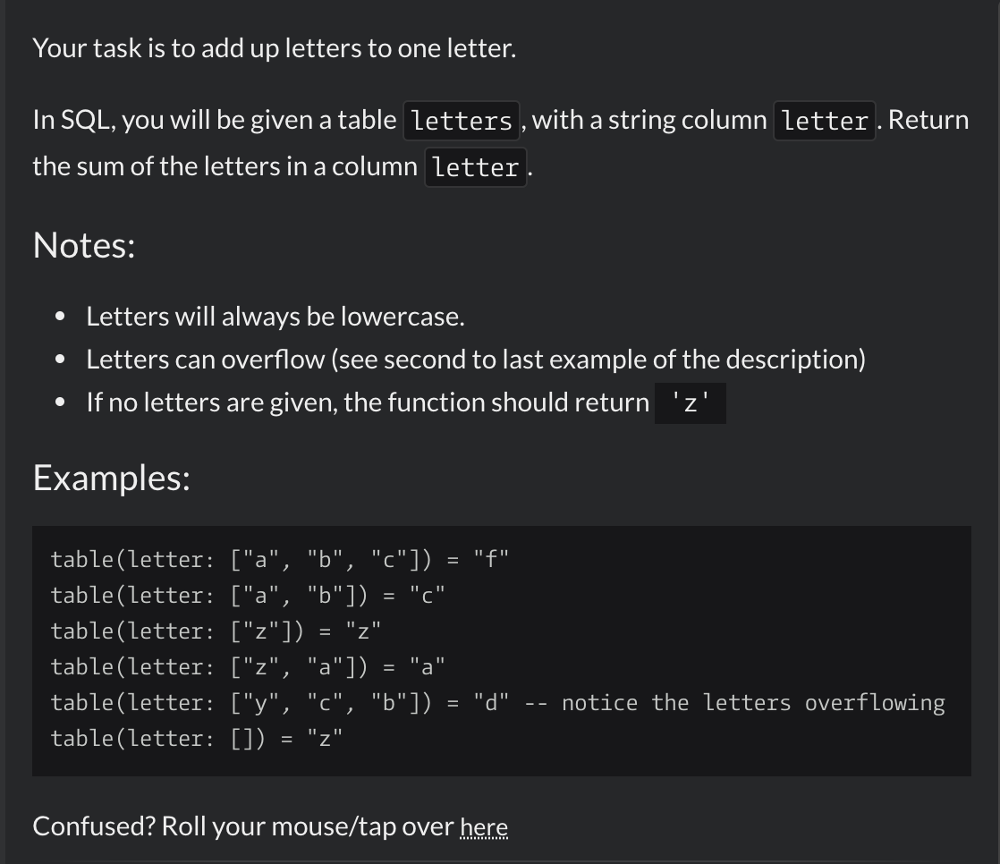 Your task is to add up letters to one letter.
In SQL, you will be given a table letters, with a string column letter. Return
the sum of the letters in a column letter.
Notes:
• Letters will always be lowercase.
• Letters can overflow (see second to last example of the description)
• If no letters are given, the function should return 'z'
Examples:
table(letter: ["a", "b", "c"]) = "f"
table(letter: ["a", "b"]) = "c"
table(letter: ["z"]) = "z"
table(letter: ["z", "a"]) = "a"
table(letter: ["y", "c", "b"]) = "d" -- notice the letters overflowing
table(letter: []) = "z"
Confused? Roll your mouse/tap over here